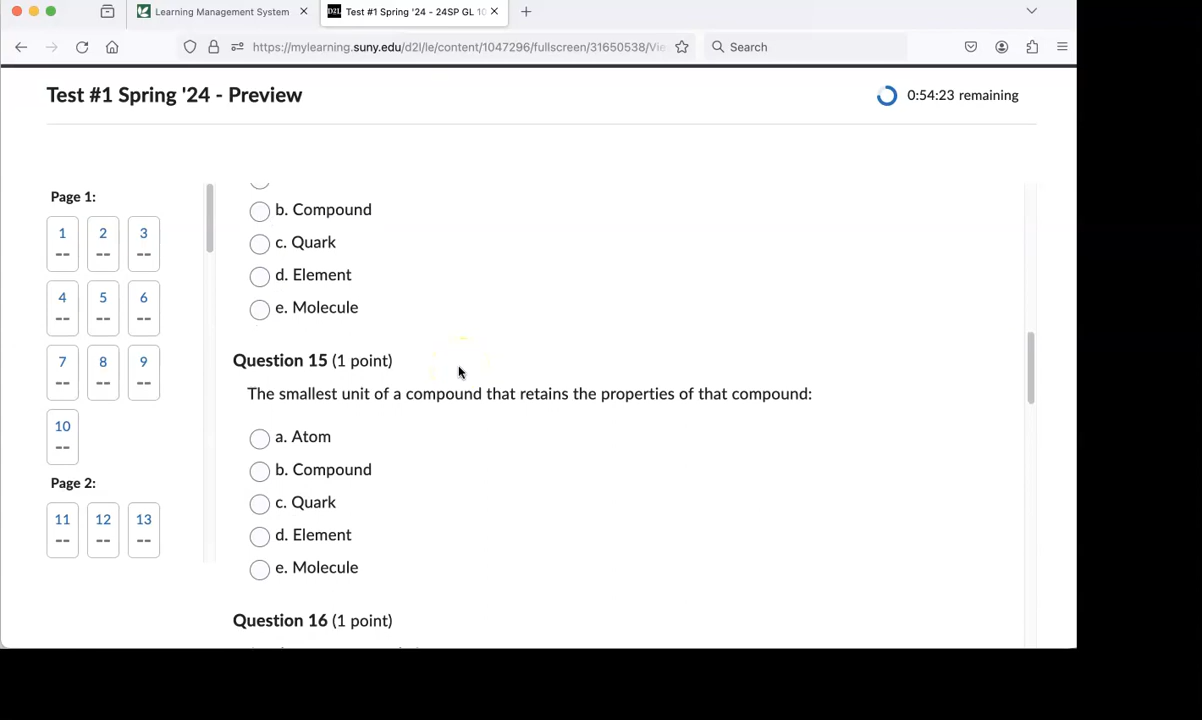 Learning Management System
Test #1 Spring '24 - 24SP GL 10
https://mylearning.suny.edu/d2l/le/content/1047296/fullscreen/31650538/Vie
Search
Test #1 Spring '24 - Preview
0:54:23 remaining
Page 1:
1 2 3
-- -- --
4 5 6
-- -- --
7 8 9
-- -- --
10
--
Page 2:
11 12 13
-- -- --
b. Compound
c. Quark
d. Element
e. Molecule
Question 15 (1 point)
The smallest unit of a compound that retains the properties of that compound:
a. Atom
b. Compound
c. Quark
d. Element
e. Molecule
Question 16 (1 point)